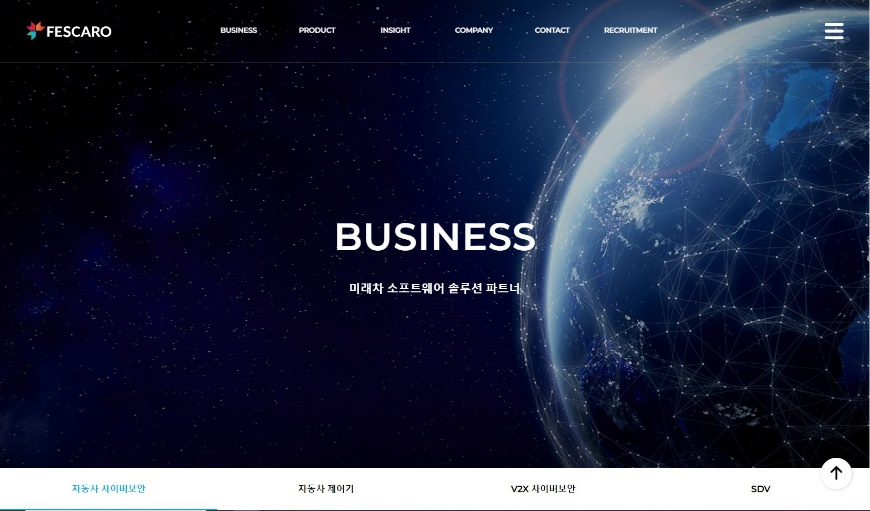 FESCARO
BUSINESS PRODUCT INSIGHT COMPANY CONTACT RECRUITMENT
BUSINESS
미래차 소프트웨어 솔루션 파트너
자동차 사이버보안 자동차 제어기 V2X 사이버보안 SDV